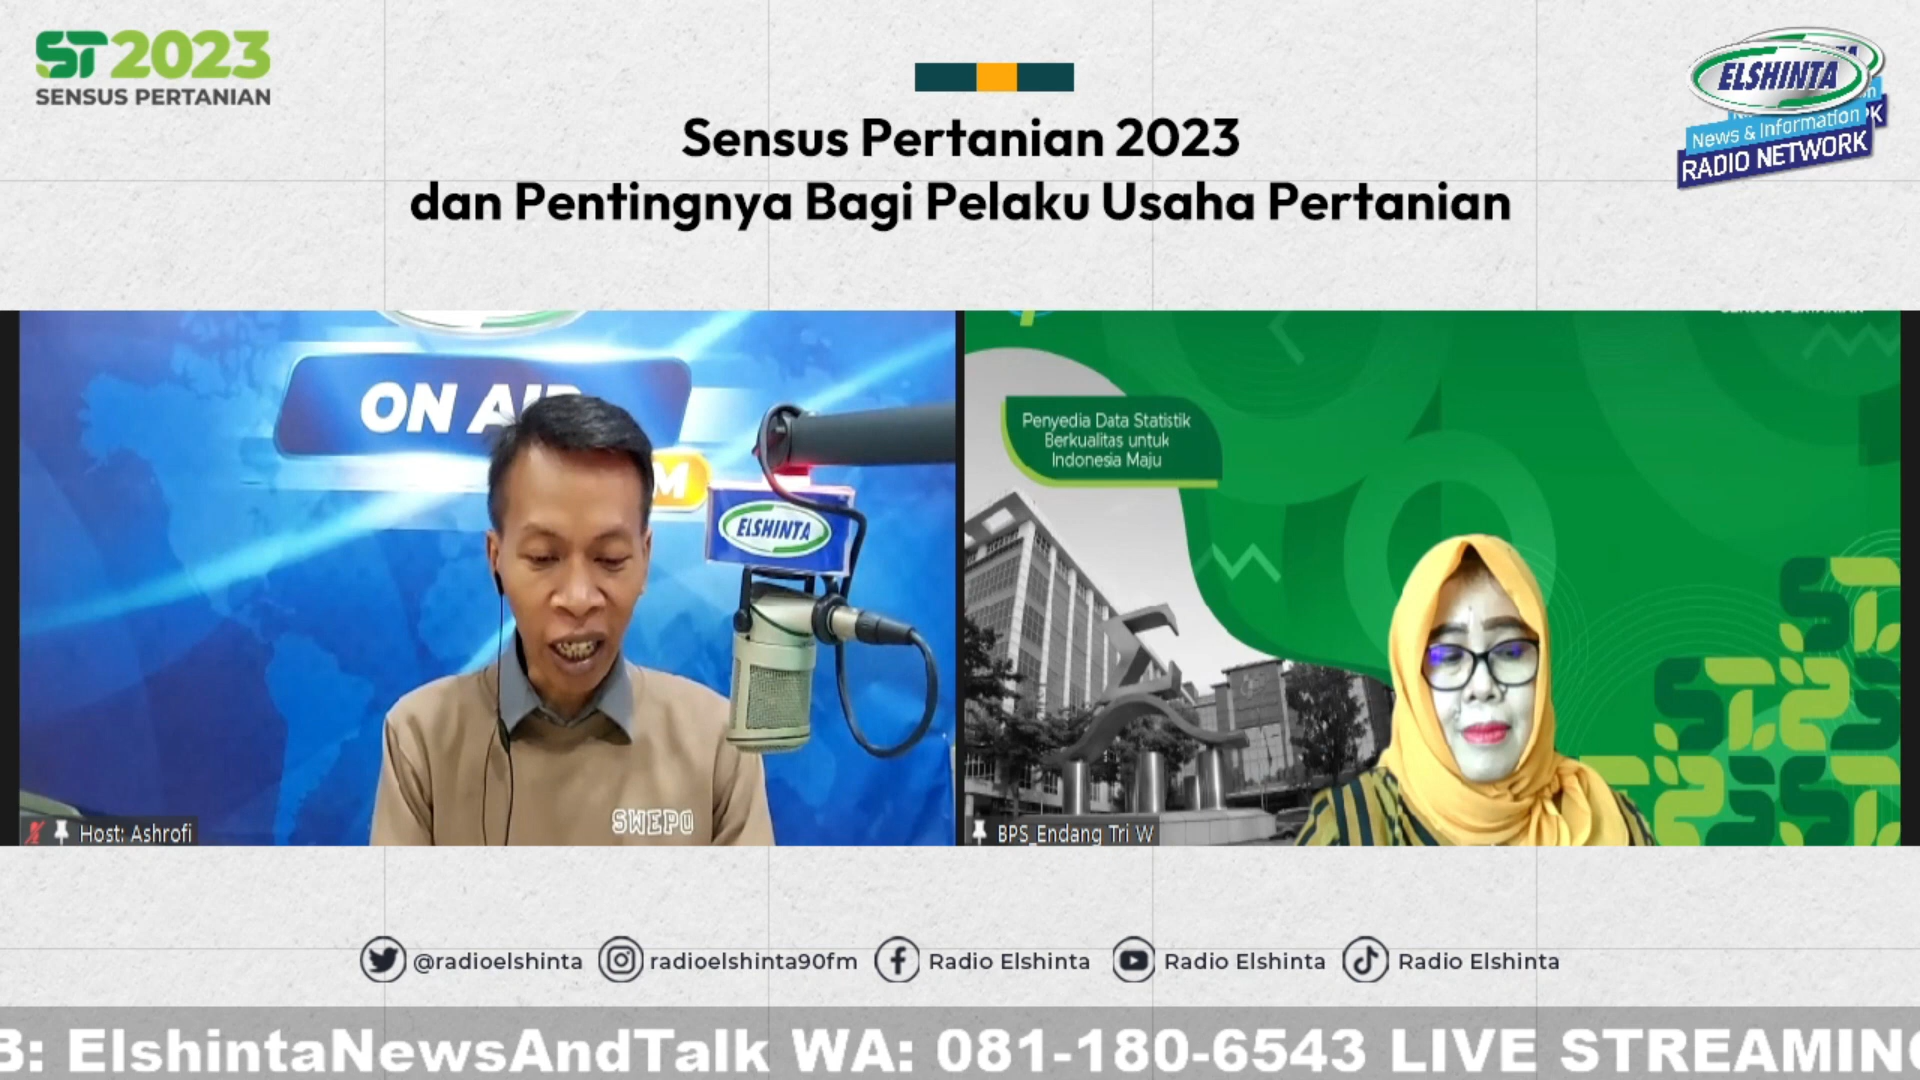 ST2023
SENSUS PERTANIAN
ELSHINTA
News & Information
RADIO NETWORK
Sensus Pertanian 2023
dan Pentingnya Bagi Pelaku Usaha Pertanian
ON AIR
M
ELSHINTA
SWEPO
Host: Ashrofi
Penyedia Data Statistik
Berkualitas untuk
Indonesia Maju
BPS_Endang Tri W
@radioelshinta
radioelshinta90fm
Radio Elshinta
Radio Elshinta
Radio Elshinta
B: ElshintaNewsAndTalk WA: 081-180-6543 LIVE STREAMING